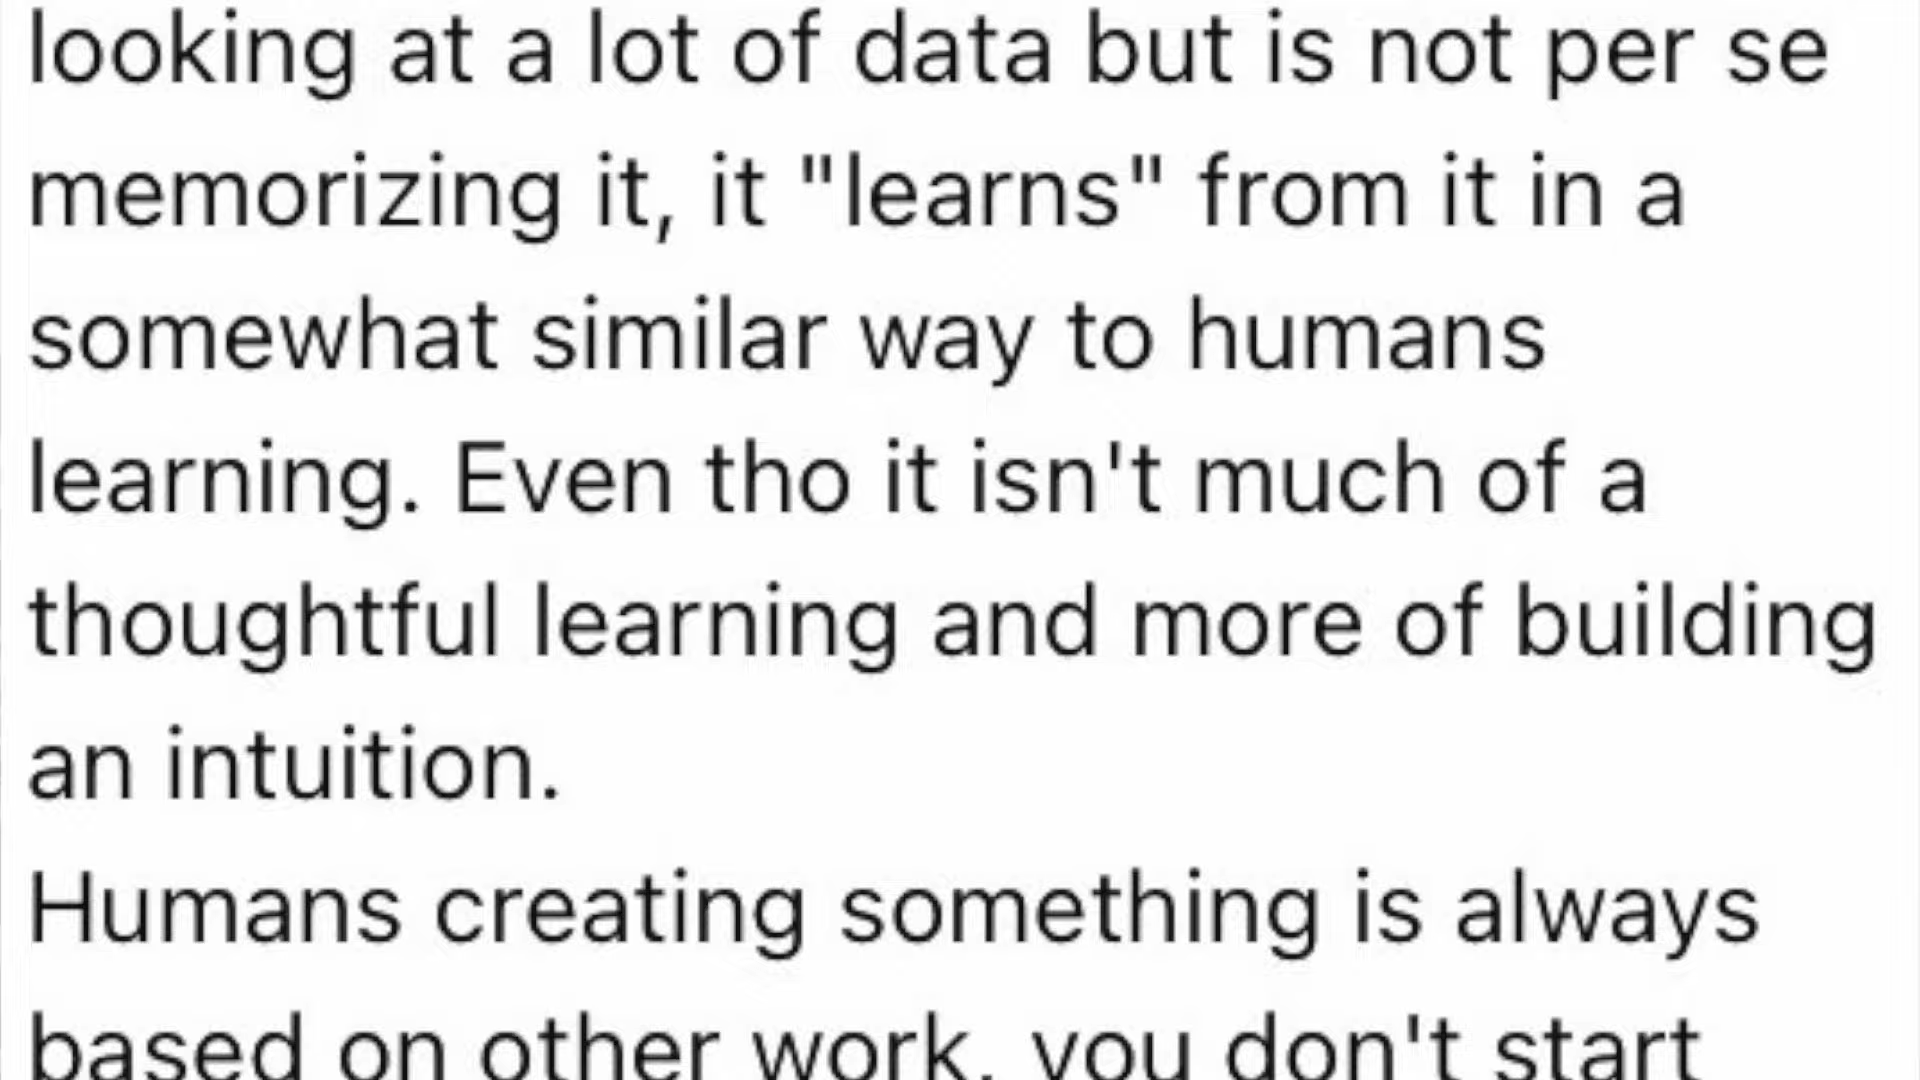 looking at a lot of data but is not per se
memorizing it, it "learns" from it in a
somewhat similar way to humans
learning. Even tho it isn't much of a
thoughtful learning and more of building
an intuition.
Humans creating something is always
based on other work, you don't start